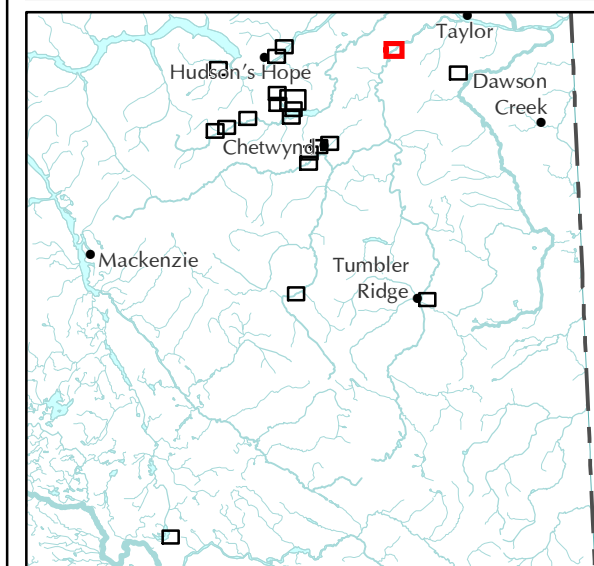 Taylor
Hudson's Hope
Dawson
Creek
Chetwynd
Mackenzie
Tumbler
Ridge